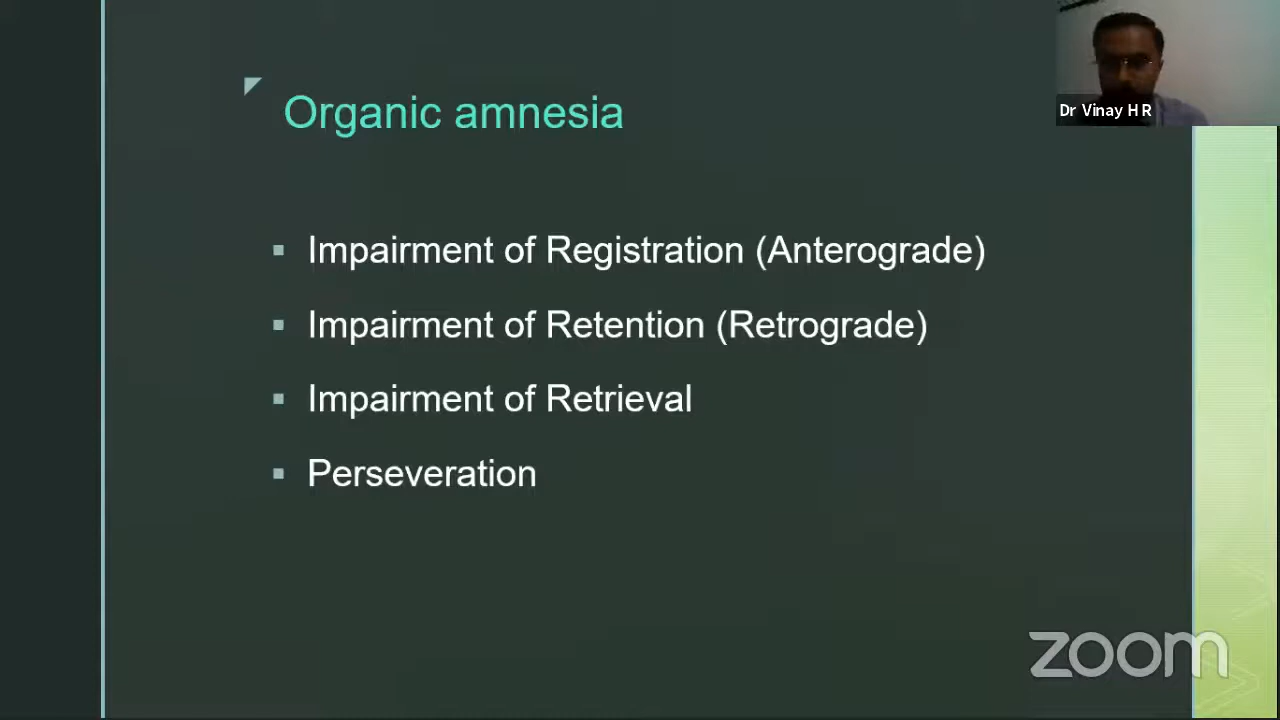 Dr Vinay H R
Organic amnesia
Impairment of Registration (Anterograde)
Impairment of Retention (Retrograde)
Impairment of Retrieval
Perseveration
zoom